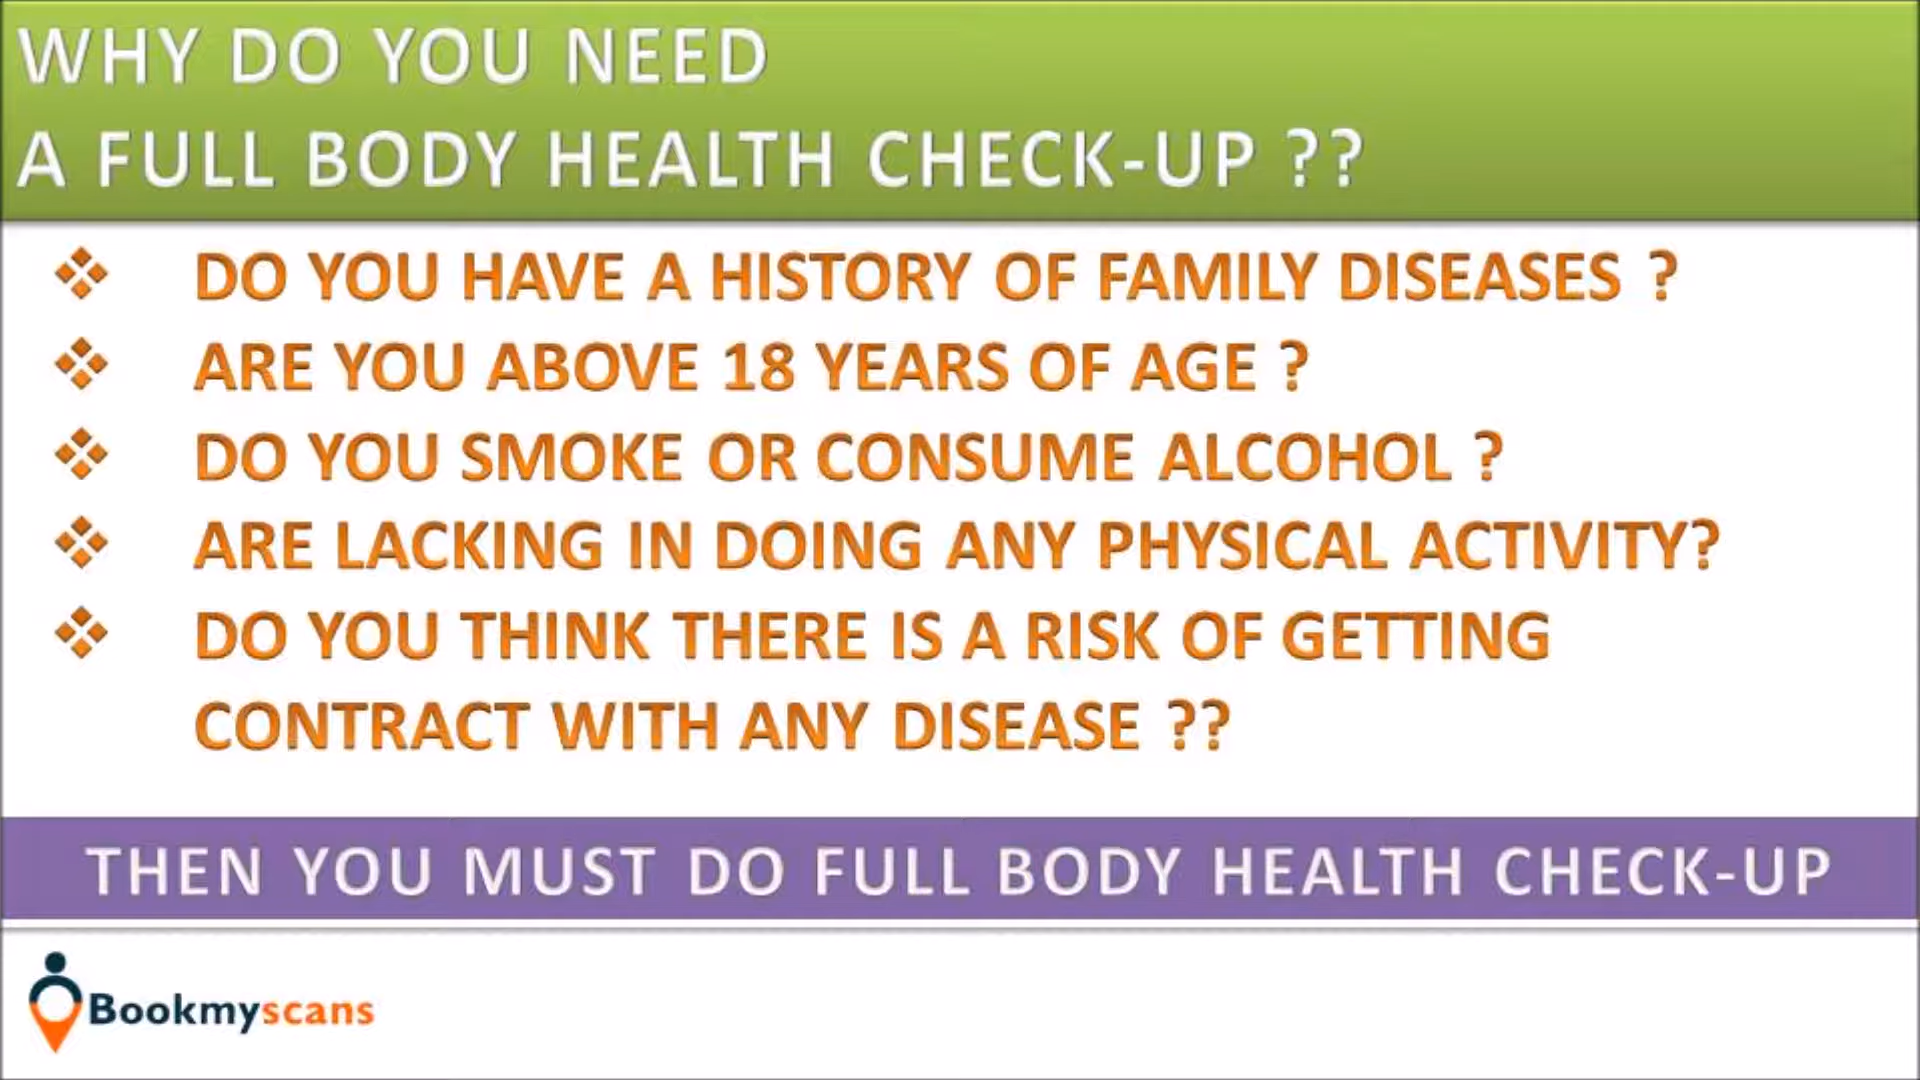 WHY DO YOU NEED
A FULL BODY HEALTH CHECK-UP ??
DO YOU HAVE A HISTORY OF FAMILY DISEASES ?
ARE YOU ABOVE 18 YEARS OF AGE ?
DO YOU SMOKE OR CONSUME ALCOHOL ?
ARE LACKING IN DOING ANY PHYSICAL ACTIVITY?
DO YOU THINK THERE IS A RISK OF GETTING
CONTRACT WITH ANY DISEASE ??
THEN YOU MUST DO FULL BODY HEALTH CHECK-UP
Bookmyscans